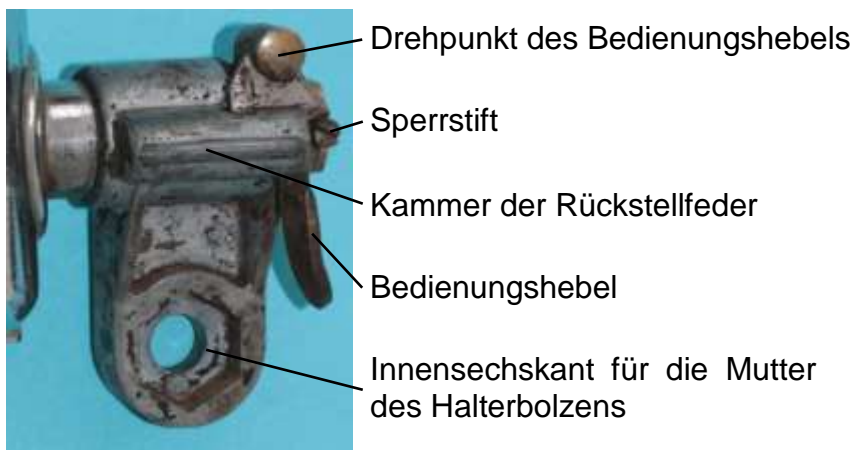 Drehpunkt des Bedienungshebels
Sperrstift
Kammer der Rückstellfeder
Bedienungshebel
Innensechskant für die Mutter
des Halterbolzens